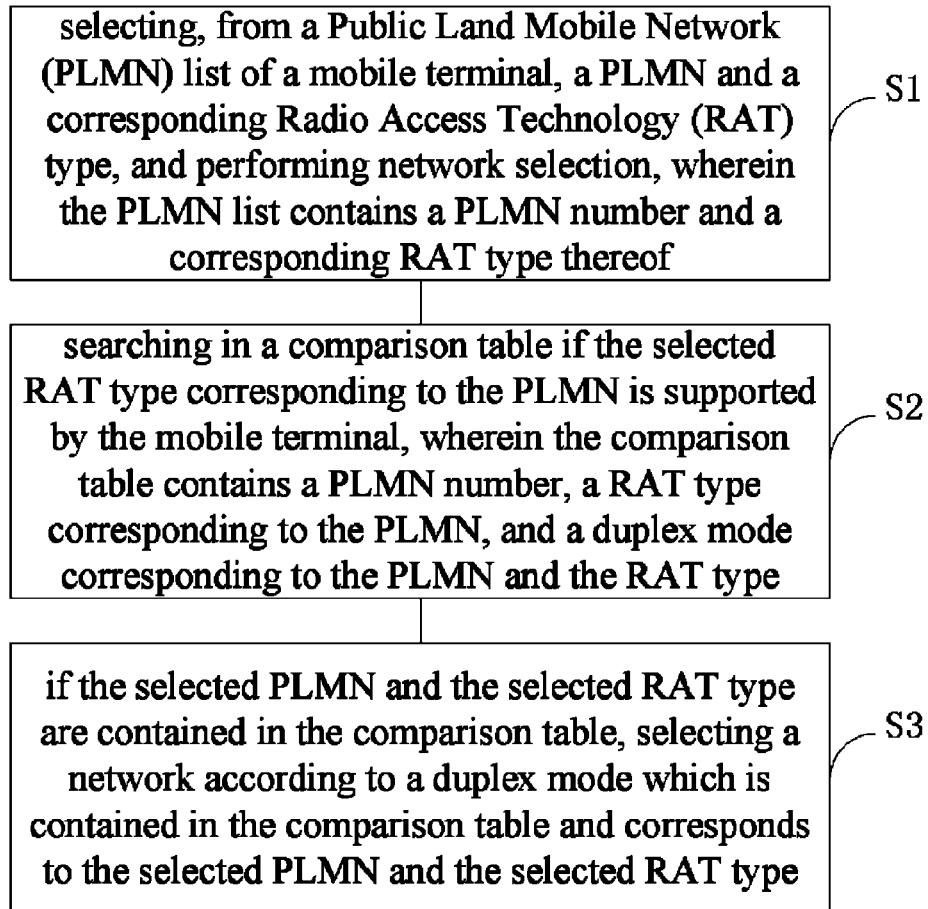 selecting, from a Public Land Mobile Network
(PLMN) list of a mobile terminal, a PLMN and a
corresponding Radio Access Technology (RAT)
type, and performing network selection, wherein
the PLMN list contains a PLMN number and a
corresponding RAT type thereof
S1
searching in a comparison table if the selected
RAT type corresponding to the PLMN is supported
by the mobile terminal, wherein the comparison
table contains a PLMN number, a RAT type
corresponding to the PLMN, and a duplex mode
corresponding to the PLMN and the RAT type
S2
if the selected PLMN and the selected RAT type
are contained in the comparison table, selecting a
network according to a duplex mode which is
contained in the comparison table and corresponds
to the selected PLMN and the selected RAT type
S3